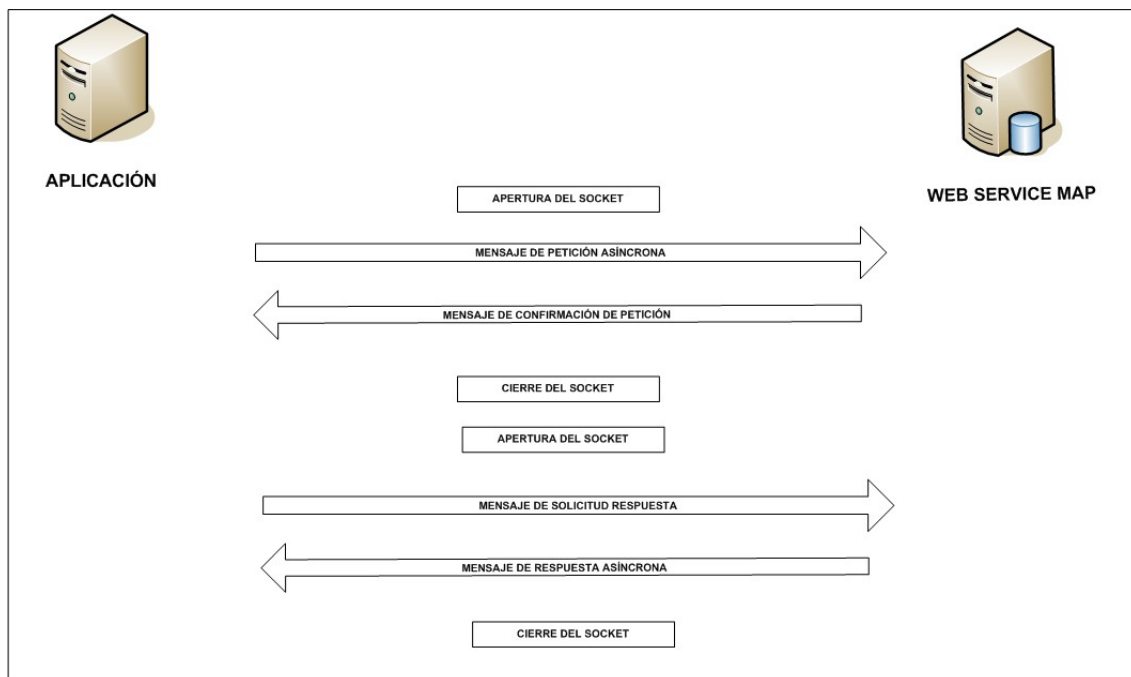 APLICACIÓN
WEB SERVICE MAP
APERTURA DEL SOCKET
MENSAJE DE PETICIÓN ASÍNCRONA
MENSAJE DE CONFIRMACIÓN DE PETICIÓN
CIERRE DEL SOCKET
APERTURA DEL SOCKET
MENSAJE DE SOLICITUD RESPUESTA
MENSAJE DE RESPUESTA ASÍNCRONA
CIERRE DEL SOCKET